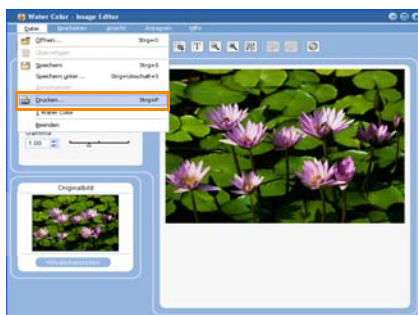 Water Color - Image Editor
Datei Bearbeiten Ansicht Anzeigen Hilfe
Öffnen... Strg+O
Speichern Strg+S
Speichern unter... Strg+Umschalt+S
Drucken... Strg+P
1 Water Color
Beenden
Gamma
1.00
Originalbild